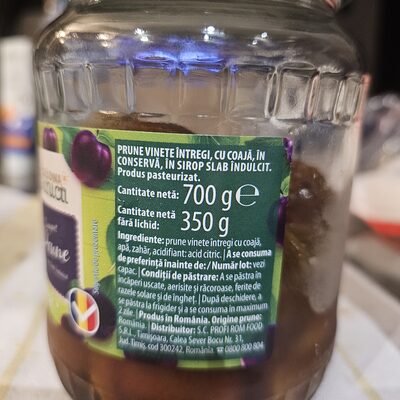 PRUNE VINETE ÎNTREGI, CU COAJĂ, ÎN
CONSERVĂ, ÎN SIROP SLAB ÎNDULCIT.
Produs pasteurizat.
Cantitate netă: 700 g ℮
Cantitate netă
fără lichid: 350 g
Ingrediente: prune vinete întregi cu coajă,
apă, zahăr, acidifiant: acid citric. | A se consuma
de preferință înainte de: / Număr lot: vezi
capac. | Condiții de păstrare: A se păstra în
încăperi uscate, aerisite și răcoroase, ferite de
razele solare și de îngheț. | După deschidere, a
se păstra la frigider și a se consuma în maximum
2 zile. | Produs în România. Origine prune:
România. | Distribuitor: S.C. PROFI ROM FOOD
S.R.L., Timișoara, Calea Sever Bocu Nr. 31,
Jud. Timiș, cod 300242, România. ☎ 0800 800 804